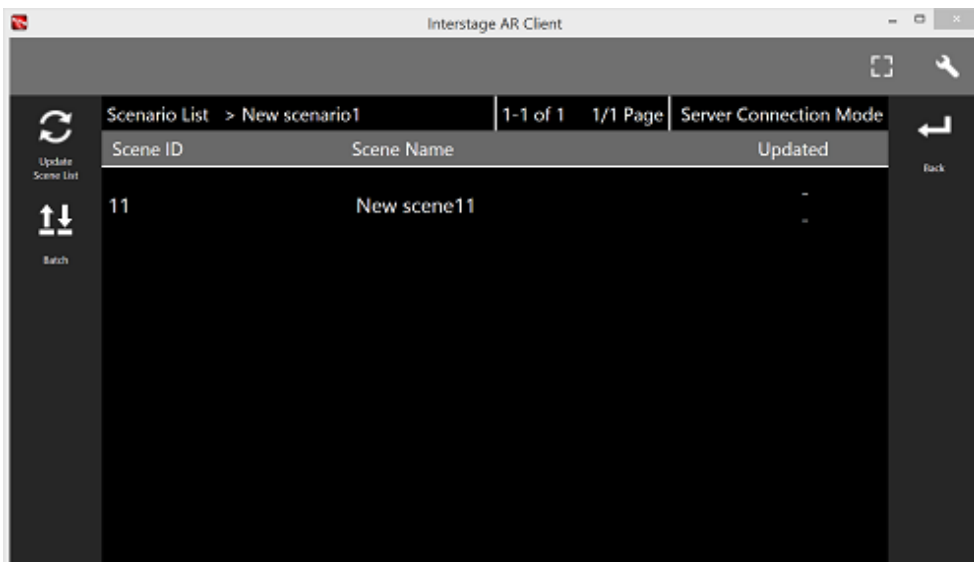 Interstage AR Client
Scenario List > New scenario1 1-1 of 1 1/1 Page Server Connection Mode
Update
Scene List
Back
Scene ID Scene Name Updated
11 New scene11 -
-
Batch